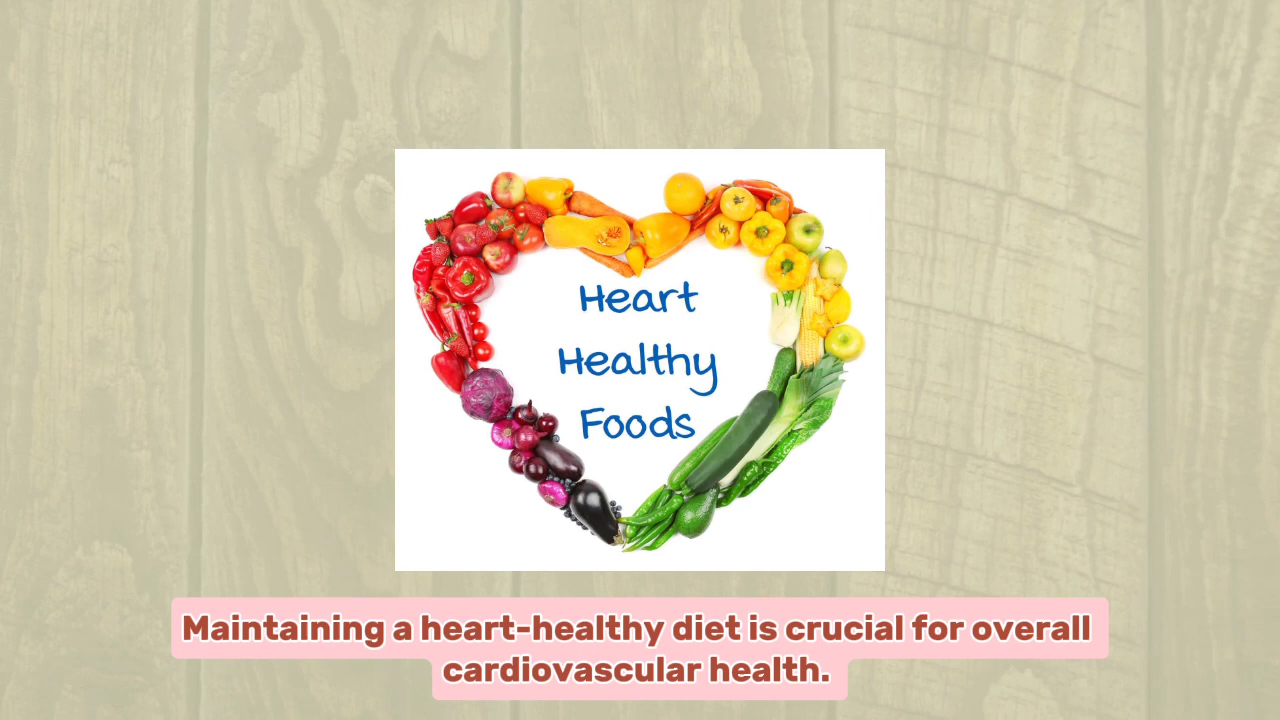 Heart
Healthy
Foods
Maintaining a heart-healthy diet is crucial for overall
cardiovascular health.